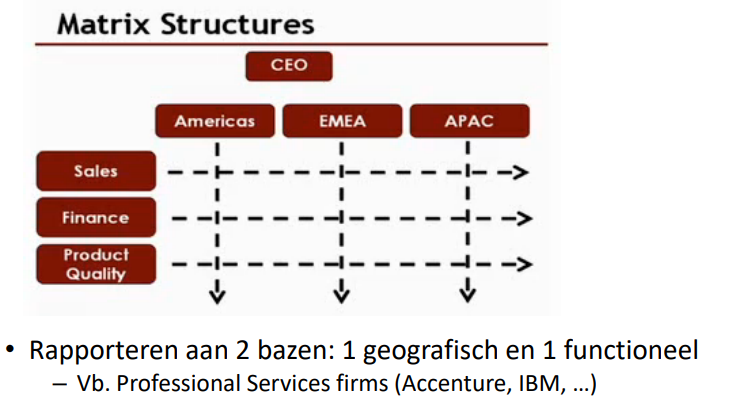 Matrix Structures
CEO
Americas EMEA APAC
Sales
Finance
Product
Quality
• Rapporteren aan 2 bazen: 1 geografisch en 1 functioneel
– Vb. Professional Services firms (Accenture, IBM, …)